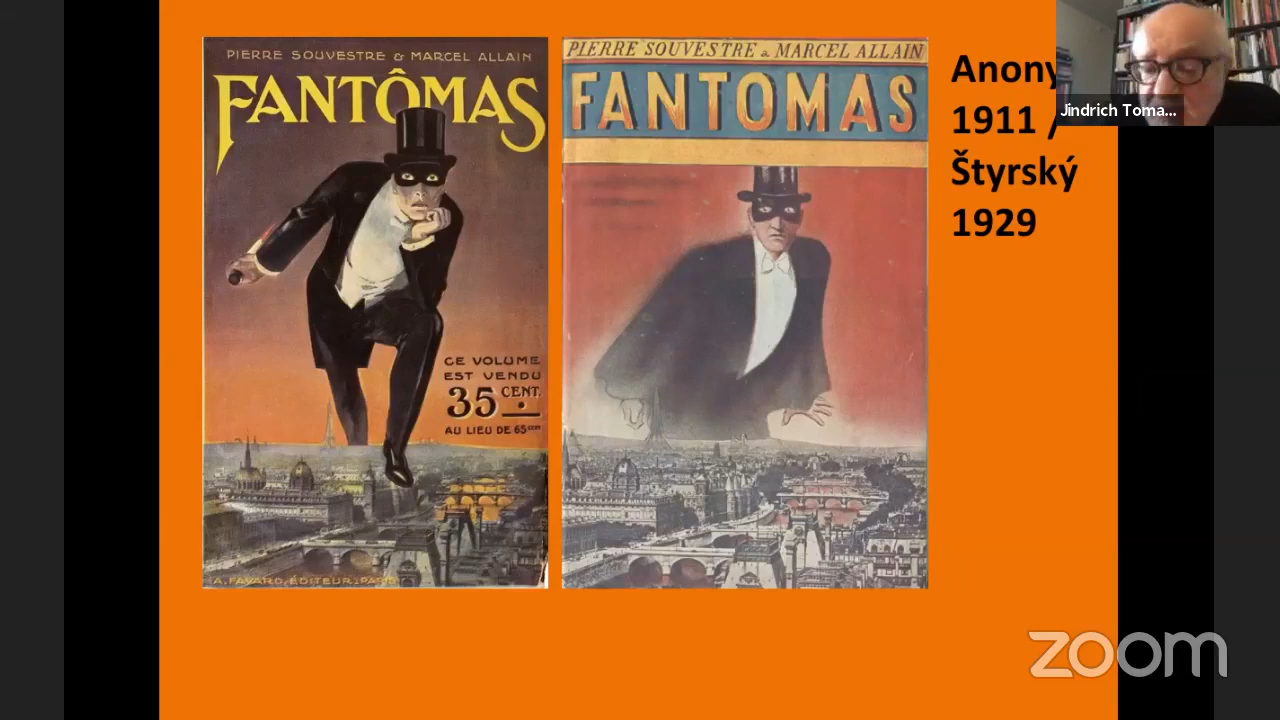 PIERRE SOUVESTRE & MARCEL ALLAIN
FANTÔMAS
CE VOLUME
EST VENDU
35 CENT.
AU LIEU DE 65
A. FAYARD, ÉDITEUR, PARIS
PIERRE SOUVESTRE a MARCEL ALLAIN
FANTOMAS
Anony
1911 /
Štyrský
1929
Jindrich Toma...
zoom